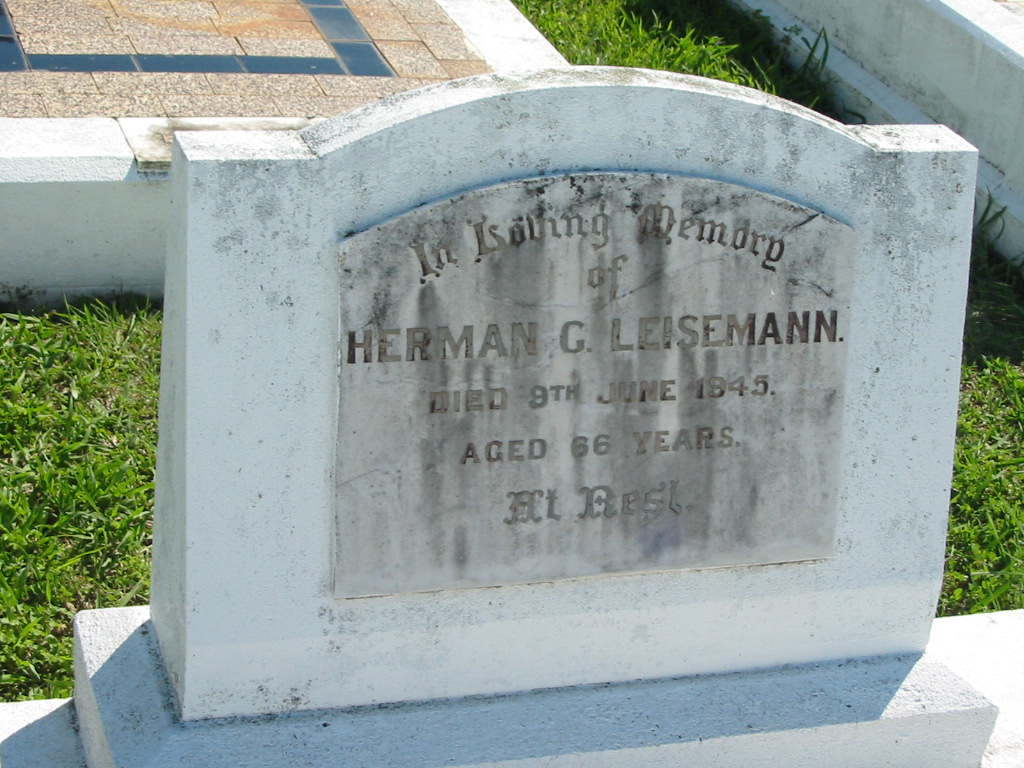 In Loving Memory
of
HERMAN G. LEISEMANN.
DIED 9TH JUNE 1945.
AGED 66 YEARS.
At Rest.